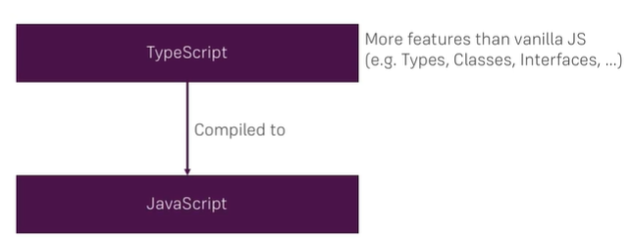 TypeScript
More features than vanilla JS
(e.g. Types, Classes, Interfaces, ...)
Compiled to
JavaScript